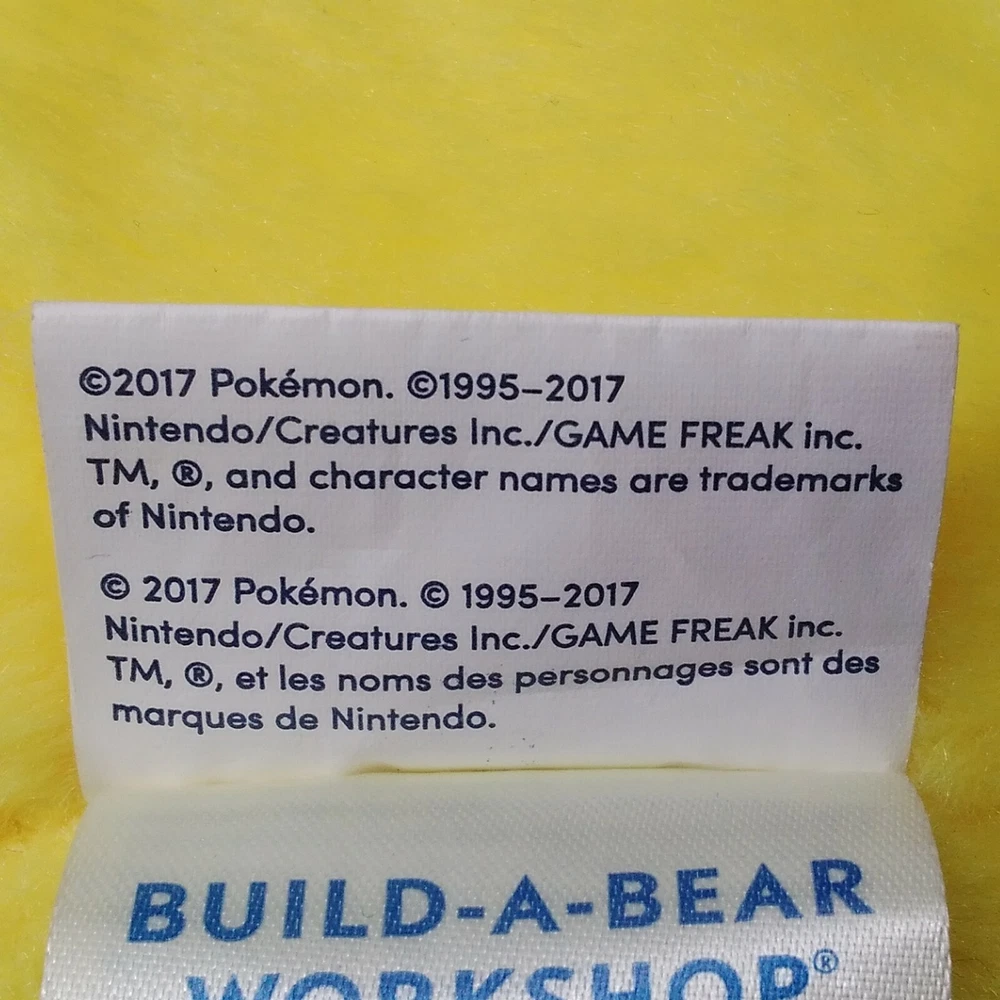 ©2017 Pokémon. ©1995–2017
Nintendo/Creatures Inc./GAME FREAK inc.
TM, ®, and character names are trademarks
of Nintendo.
© 2017 Pokémon. © 1995–2017
Nintendo/Creatures Inc./GAME FREAK inc.
TM, ®, et les noms des personnages sont des
marques de Nintendo.
BUILD-A-BEAR
WORKSHOP®